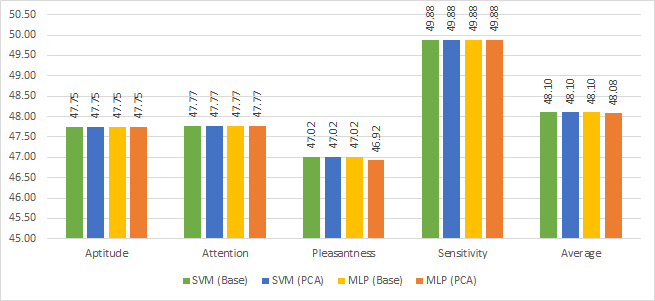 50.50
50.00
49.50
49.00
48.50
48.00
47.50
47.00
46.50
46.00
45.50
45.00
47.75 47.75 47.75 47.75
47.77 47.77 47.77 47.77
47.02 47.02 47.02 46.92
49.88 49.88 49.88 49.88
48.10 48.10 48.10 48.08
Aptitude Attention Pleasantness Sensitivity Average
SVM (Base) SVM (PCA) MLP (Base) MLP (PCA)